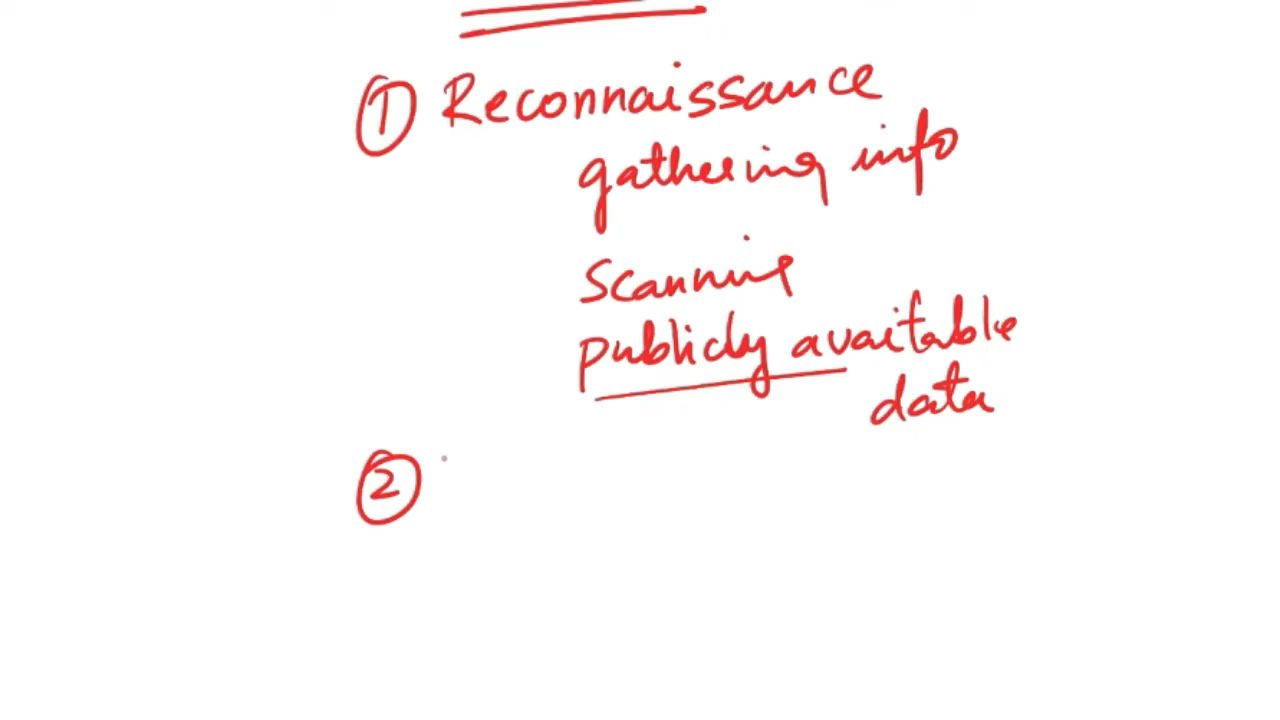 ① Reconnaissance
gathering info
Scanning
publicly available
data
②